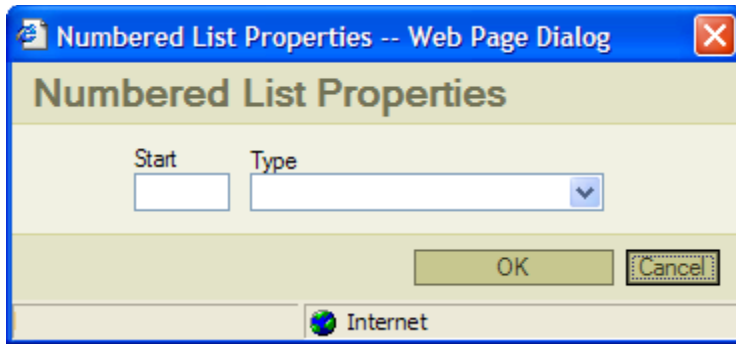 Numbered List Properties -- Web Page Dialog
Numbered List Properties
Start Type
OK Cancel
Internet